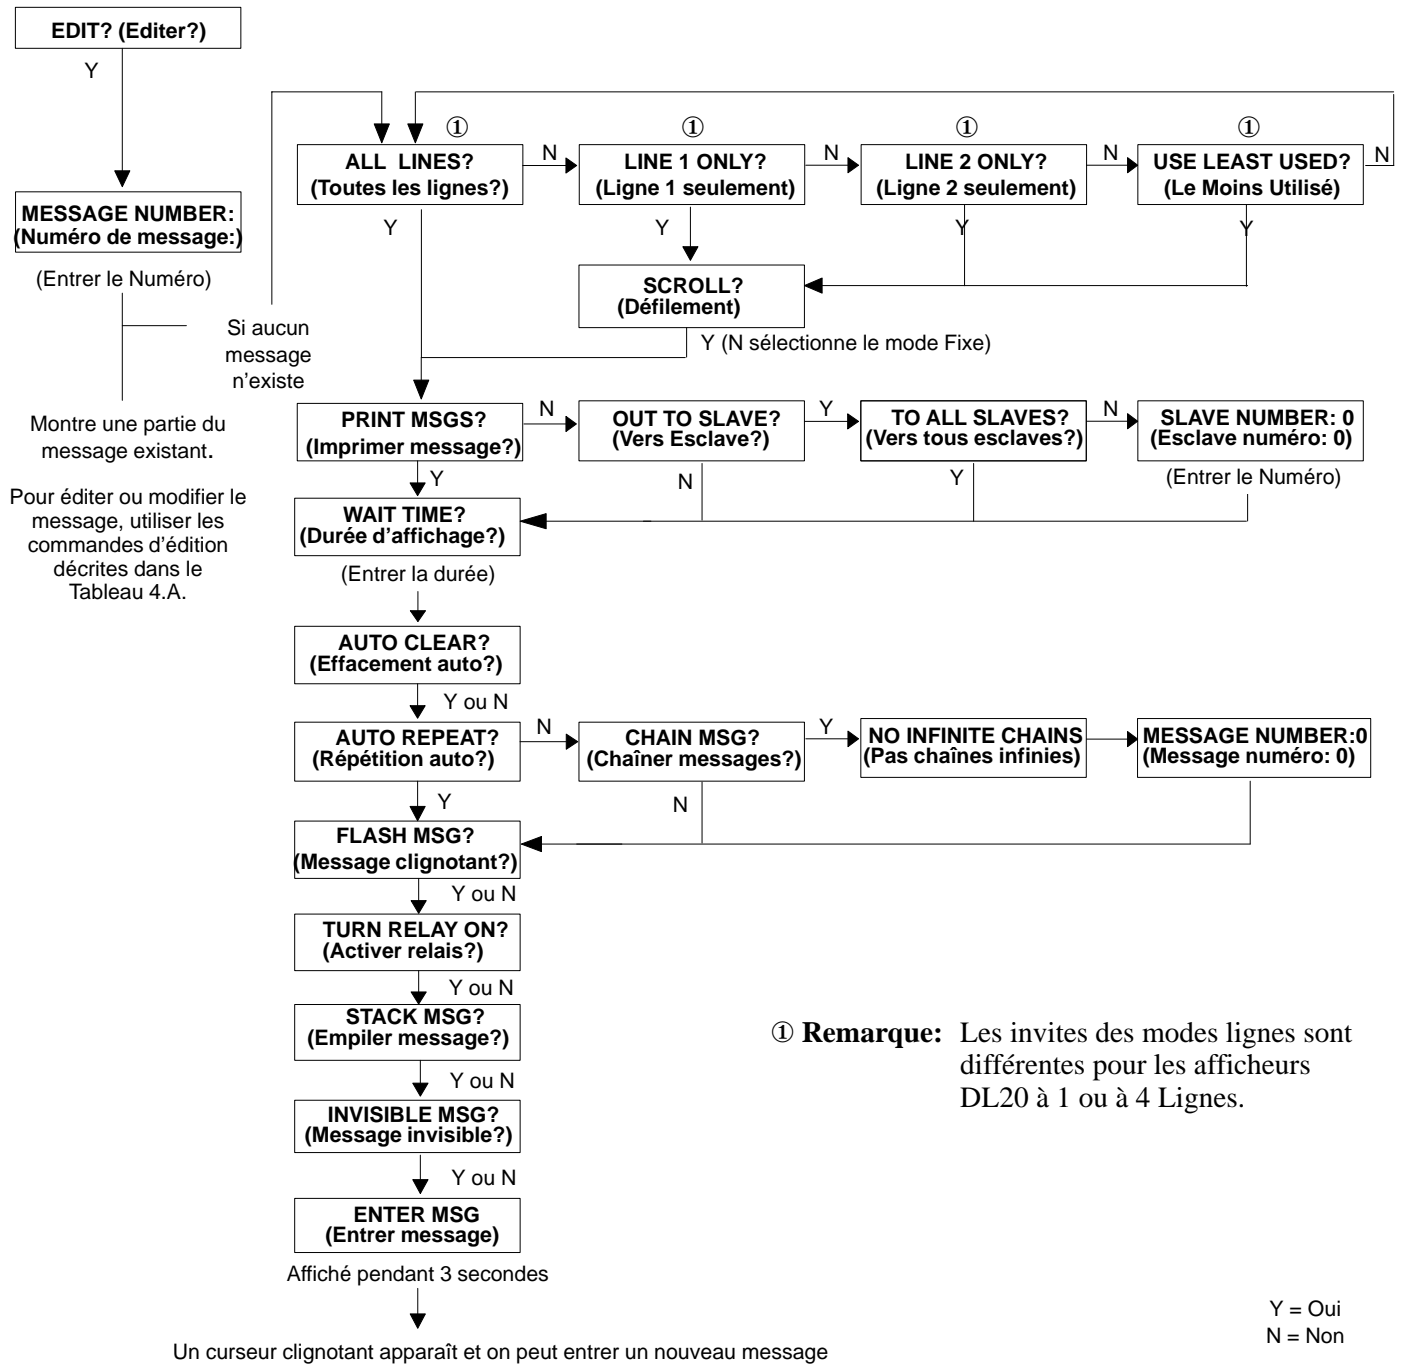 EDIT? (Editer?)
Y
MESSAGE NUMBER:
(Numéro de message:)
(Entrer le Numéro)
Si aucun
message
n'existe
Montre une partie du
message existant.
Pour éditer ou modifier le
message, utiliser les
commandes d'édition
décrites dans le
Tableau 4.A.
① ① ① ①
ALL LINES?
(Toutes les lignes?)
N
LINE 1 ONLY?
(Ligne 1 seulement)
N
LINE 2 ONLY?
(Ligne 2 seulement)
N
USE LEAST USED?
(Le Moins Utilisé)
N
Y Y Y Y
SCROLL?
(Défilement)
Y (N sélectionne le mode Fixe)
PRINT MSGS?
(Imprimer message?)
N
OUT TO SLAVE?
(Vers Esclave?)
Y
TO ALL SLAVES?
(Vers tous esclaves?)
N
SLAVE NUMBER: 0
(Esclave numéro: 0)
Y N Y
(Entrer le Numéro)
WAIT TIME?
(Durée d'affichage?)
(Entrer la durée)
AUTO CLEAR?
(Effacement auto?)
Y ou N
AUTO REPEAT?
(Répétition auto?)
N
CHAIN MSG?
(Chaîner messages?)
Y
NO INFINITE CHAINS
(Pas chaînes infinies)
MESSAGE NUMBER:0
(Message numéro: 0)
Y N
FLASH MSG?
(Message clignotant?)
Y ou N
TURN RELAY ON?
(Activer relais?)
Y ou N
STACK MSG?
(Empiler message?)
Y ou N
INVISIBLE MSG?
(Message invisible?)
Y ou N
ENTER MSG
(Entrer message)
Affiché pendant 3 secondes
Un curseur clignotant apparaît et on peut entrer un nouveau message
① Remarque: Les invites des modes lignes sont
différentes pour les afficheurs
DL20 à 1 ou à 4 Lignes.
Y = Oui
N = Non